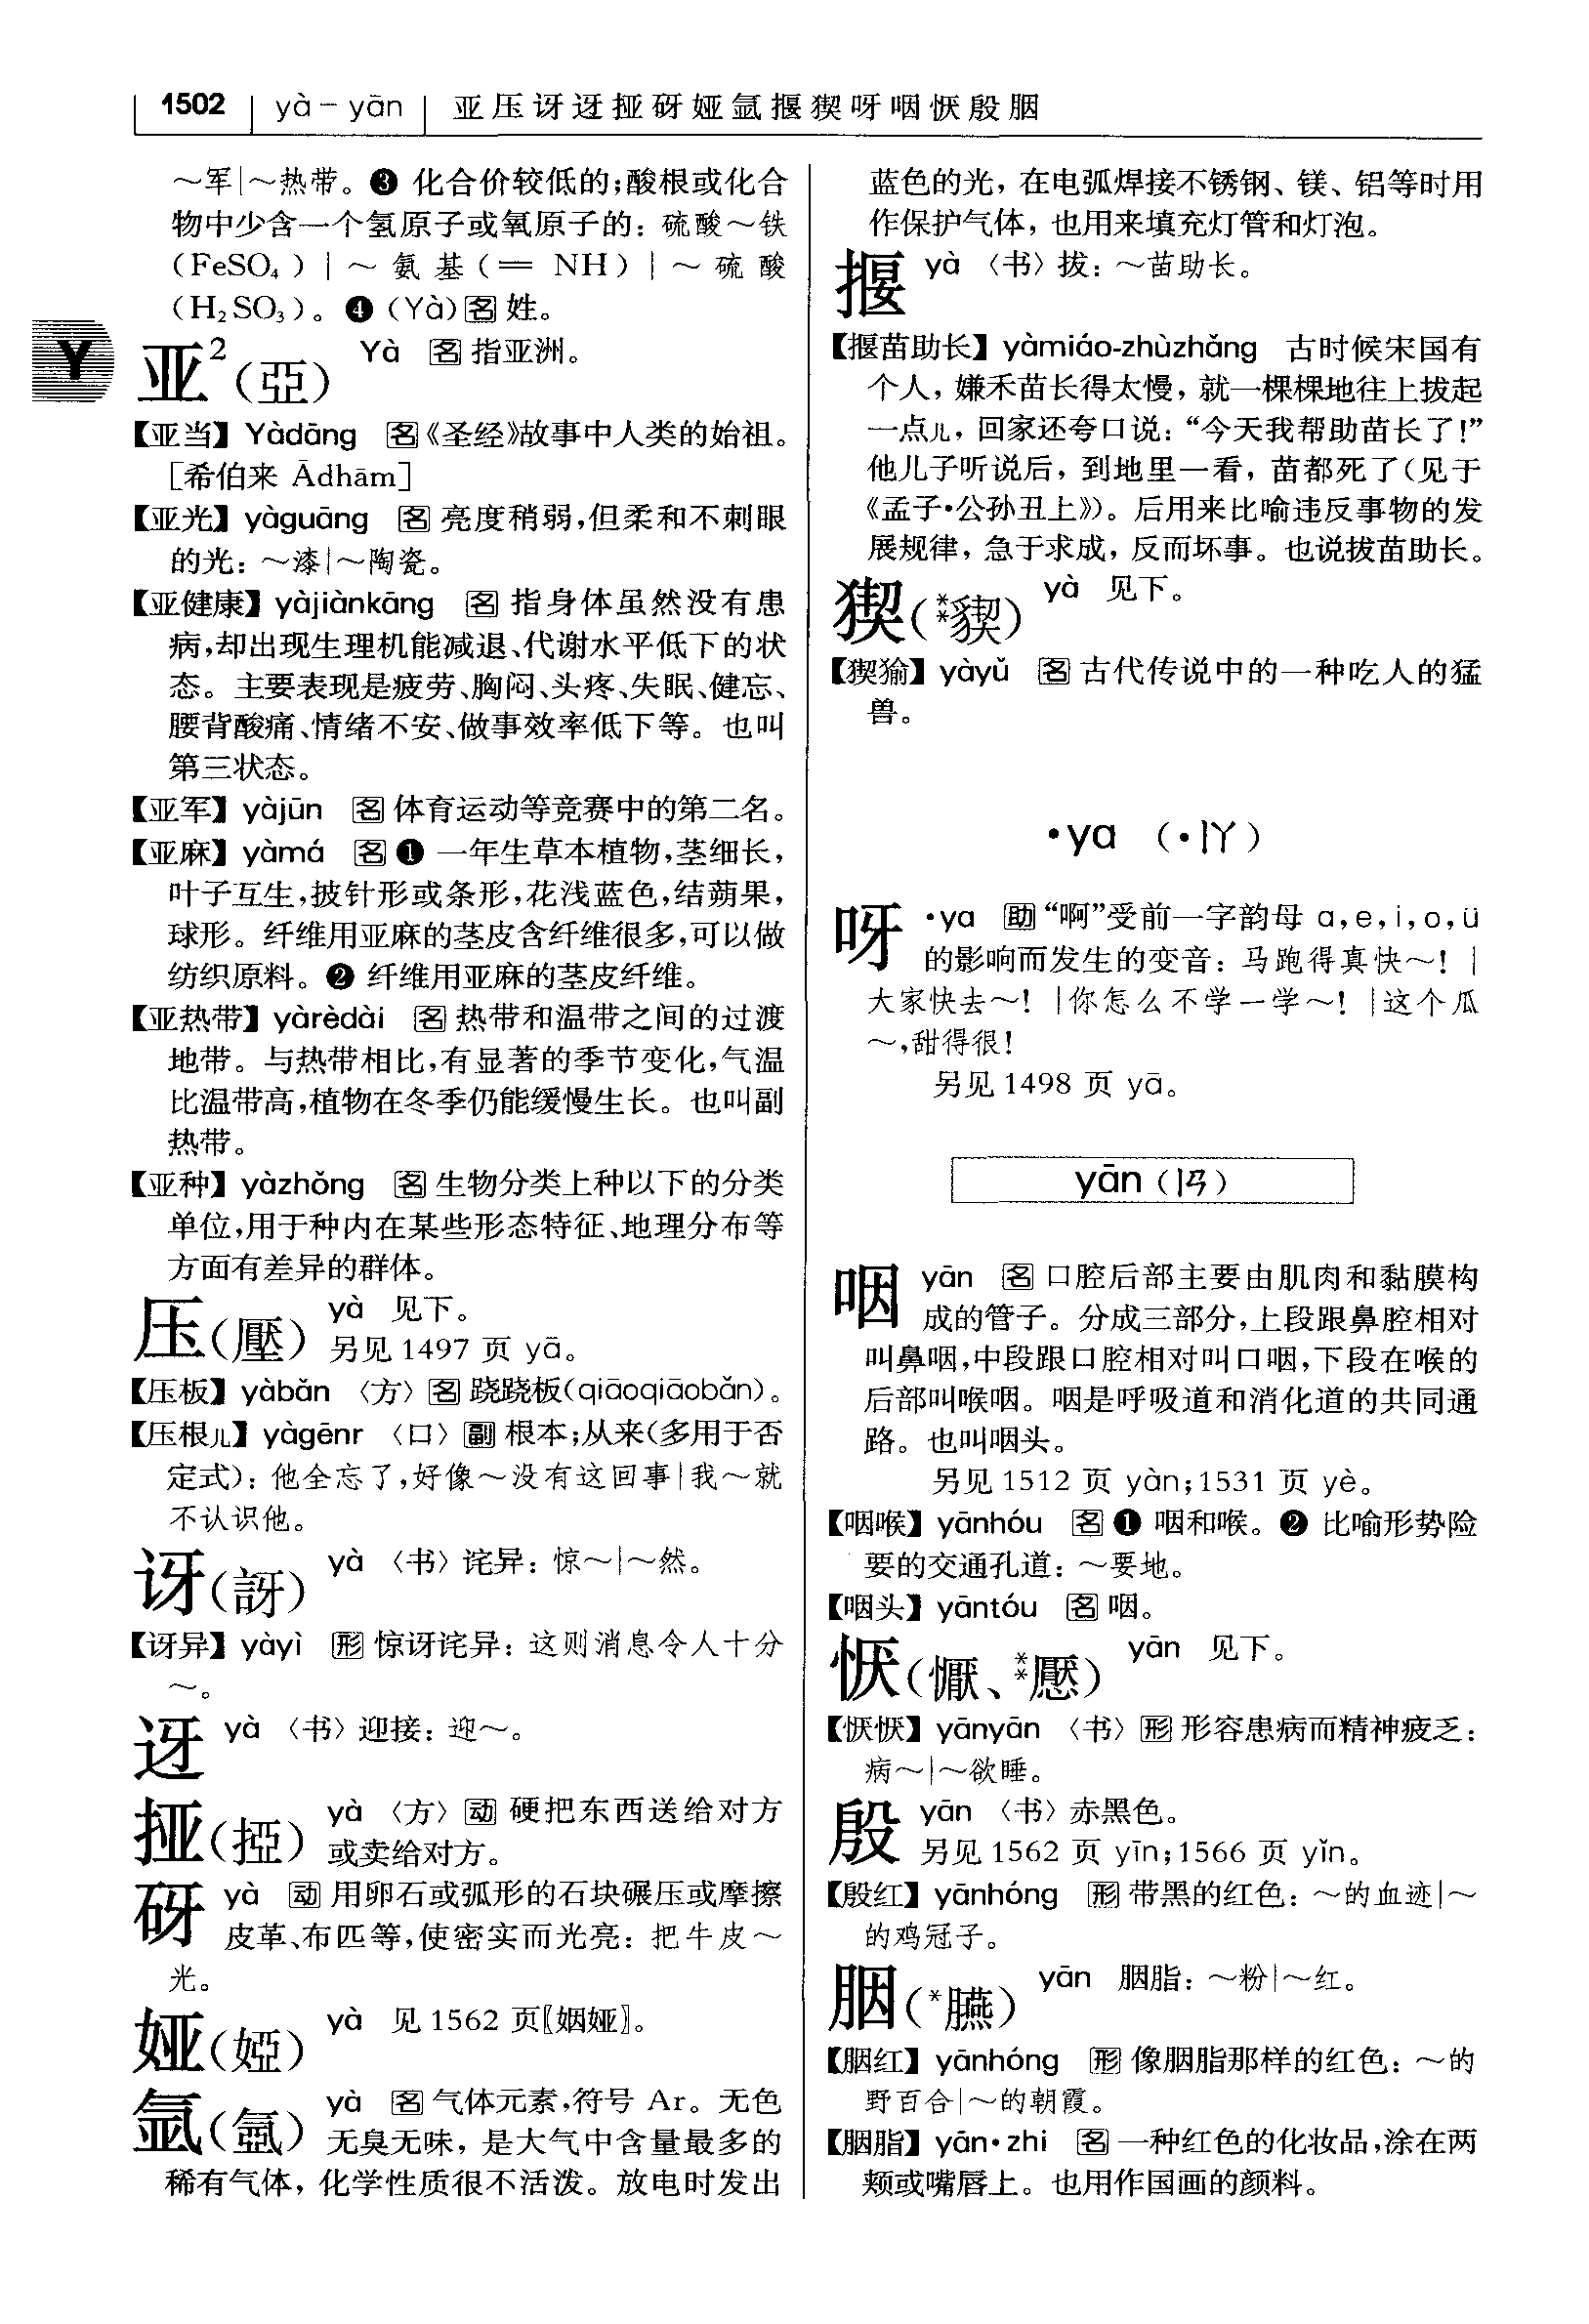 1502 yà – yān 亚压讶迓挜砑娅氩揠猰呀咽恹殷胭
～军|～热带。❸ 化合价较低的;酸根或化合
物中少含一个氢原子或氧原子的: 硫酸～铁
(FeSO₄)|～氨基(＝NH)|～硫酸
(H₂SO₃)。❹ (Yà)名 姓。
Y
亚²(亞) Yà 名 指亚洲。
【亚当】Yàdāng 名《圣经》故事中人类的始祖。
[希伯来 Ādhām]
【亚光】yàguāng 名 亮度稍弱,但柔和不刺眼
的光: ～漆|～陶瓷。
【亚健康】yàjiànkāng 名 指身体虽然没有患
病,却出现生理机能减退、代谢水平低下的状
态。主要表现是疲劳、胸闷、头疼、失眠、健忘、
腰背酸痛、情绪不安、做事效率低下等。也叫
第三状态。
【亚军】yàjūn 名 体育运动等竞赛中的第二名。
【亚麻】yàmá 名❶ 一年生草本植物,茎细长,
叶子互生,披针形或条形,花浅蓝色,结蒴果,
球形。纤维用亚麻的茎皮含纤维很多,可以做
纺织原料。❷ 纤维用亚麻的茎皮纤维。
【亚热带】yàrèdài 名 热带和温带之间的过渡
地带。与热带相比,有显著的季节变化,气温
比温带高,植物在冬季仍能缓慢生长。也叫副
热带。
【亚种】yàzhǒng 名 生物分类上种以下的分类
单位,用于种内在某些形态特征、地理分布等
方面有差异的群体。
压(壓) yà 见下。
另见1497 页 yā。
【压板】yàbǎn 〈方〉名 跷跷板(qiāoqiāobǎn)。
【压根儿】yàgēnr 〈口〉副 根本;从来(多用于否
定式): 他全忘了,好像～没有这回事|我～就
不认识他。
讶(訝) yà 〈书〉诧异: 惊～|～然。
【讶异】yàyì 形 惊讶诧异: 这则消息令人十分
～。
迓 yà 〈书〉迎接: 迎～。
挜(掗) yà 〈方〉动 硬把东西送给对方
或卖给对方。
砑 yà 动 用卵石或弧形的石块碾压或摩擦
皮革、布匹等,使密实而光亮: 把牛皮～
光。
娅(婭) yà 见1562 页〖姻娅〗。
氩(氬) yà 名 气体元素,符号 Ar。无色
无臭无味, 是大气中含量最多的
稀有气体, 化学性质很不活泼。放电时发出
蓝色的光, 在电弧焊接不锈钢、镁、铝等时用
作保护气体, 也用来填充灯管和灯泡。
揠 yà 〈书〉拔: ～苗助长。
【揠苗助长】yàmiáo-zhùzhǎng 古时候宋国有
个人, 嫌禾苗长得太慢, 就一棵棵地往上拔起
一点儿, 回家还夸口说: “今天我帮助苗长了!”
他儿子听说后, 到地里一看, 苗都死了(见于
《孟子·公孙丑上》)。后用来比喻违反事物的发
展规律, 急于求成, 反而坏事。也说拔苗助长。
猰(**貏) yà 见下。
【猰貐】yàyǔ 名 古代传说中的一种吃人的猛
兽。
·ya (·ㄧㄚ)
呀 ·ya 助 “啊”受前一字韵母 a,e,i,o,ü
的影响而发生的变音: 马跑得真快～! |
大家快去～! |你怎么不学一学～! |这个瓜
～,甜得很!
另见1498 页 yā。
yān (ㄧㄢ)
咽 yān 名 口腔后部主要由肌肉和黏膜构
成的管子。分成三部分,上段跟鼻腔相对
叫鼻咽,中段跟口腔相对叫口咽,下段在喉的
后部叫喉咽。咽是呼吸道和消化道的共同通
路。也叫咽头。
另见1512 页 yàn;1531 页 yè。
【咽喉】yānhóu 名❶ 咽和喉。❷ 比喻形势险
要的交通孔道: ～要地。
【咽头】yāntóu 名 咽。
恹(懨、**懕) yān 见下。
【恹恹】yānyān 〈书〉形 形容患病而精神疲乏:
病～|～欲睡。
殷 yān 〈书〉赤黑色。
另见1562 页 yīn;1566 页 yǐn。
【殷红】yānhóng 形 带黑的红色: ～的血迹|～
的鸡冠子。
胭(*臙) yān 胭脂: ～粉|～红。
【胭红】yānhóng 形 像胭脂那样的红色: ～的
野百合|～的朝霞。
【胭脂】yān·zhi 名 一种红色的化妆品,涂在两
颊或嘴唇上。也用作国画的颜料。